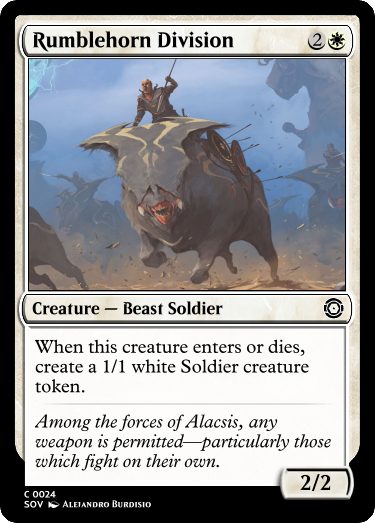 Rumblehorn Division 2
Creature — Beast Soldier
When this creature enters or dies,
create a 1/1 white Soldier creature
token.
Among the forces of Alacsis, any
weapon is permitted—particularly those
which fight on their own.
2/2
C 0024
SOV Alejandro Burdisio